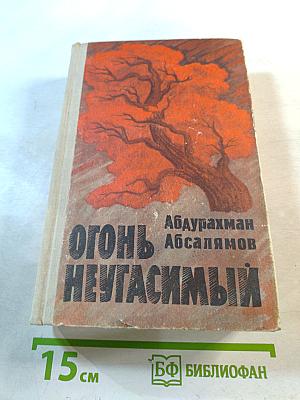 Абдурахман
Абсалямов
ОГОНЬ
НЕУГАСИМЫЙ
15 см
БФ БИБЛИОФАН